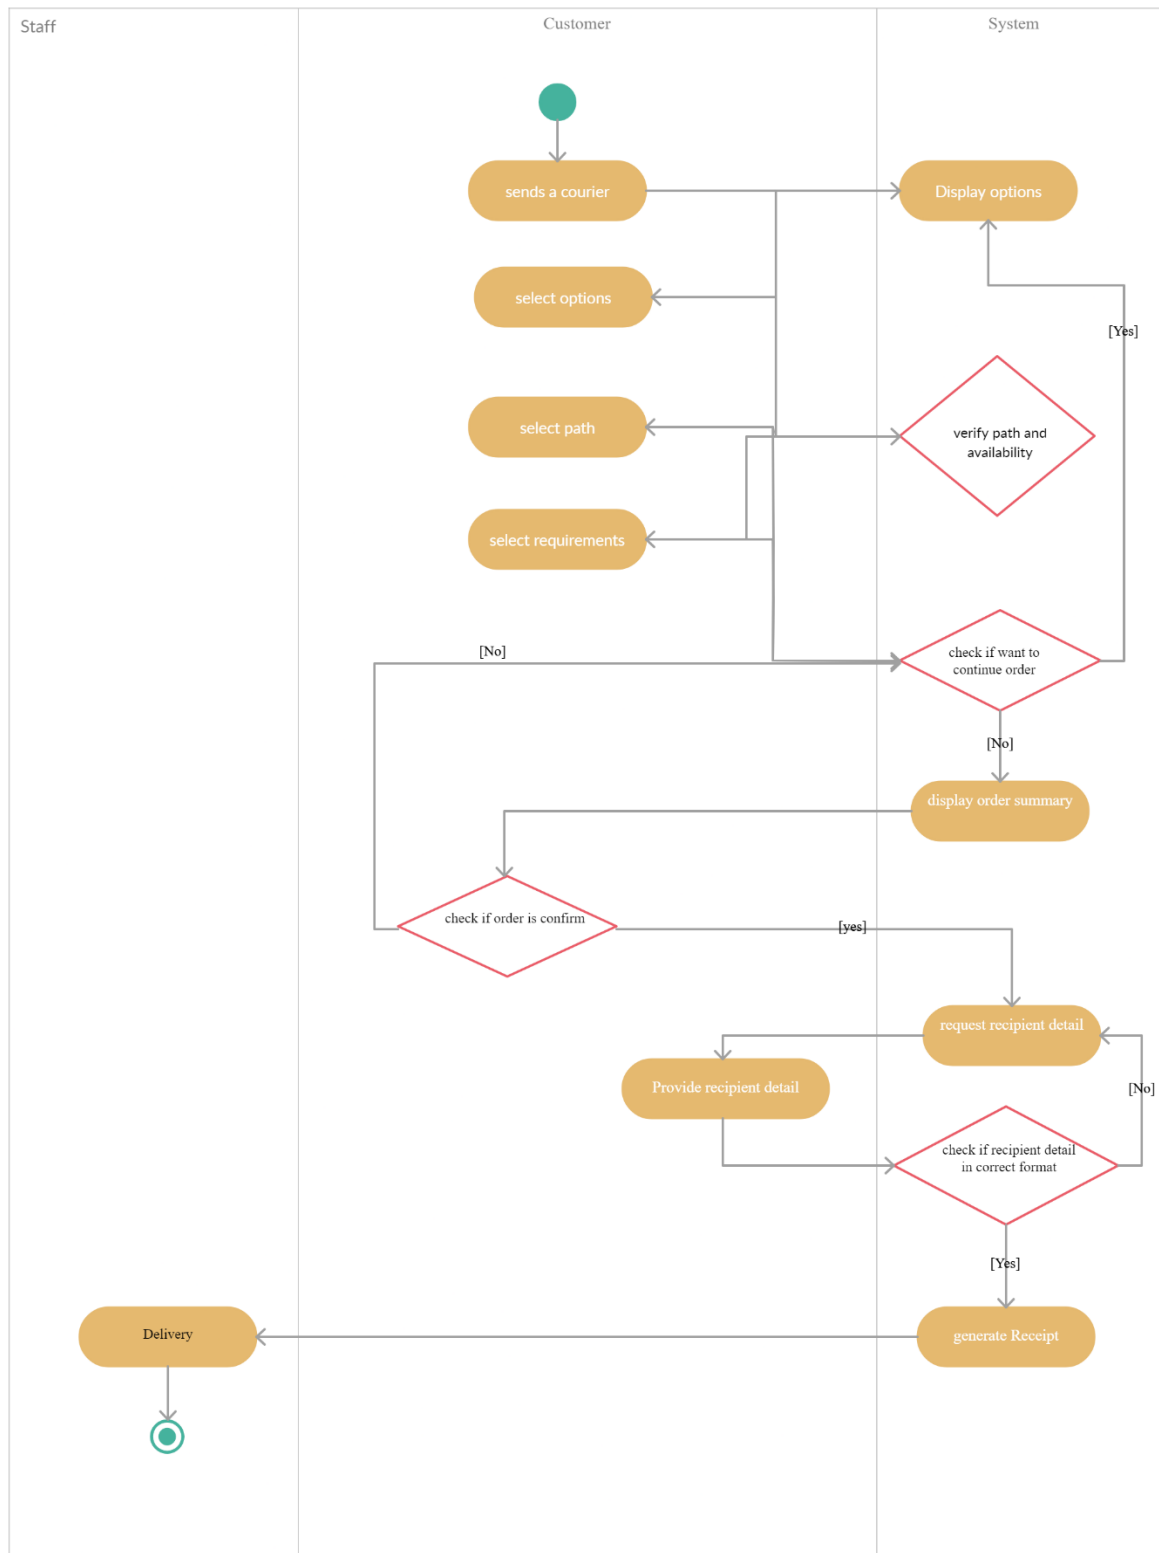 Staff
Customer
System
sends a courier
Display options
select options
[Yes]
select path
verify path and
availability
select requirements
[No]
check if want to
continue order
[No]
display order summary
check if order is confirm
[yes]
request recipient detail
Provide recipient detail
[No]
check if recipient detail
in correct format
[Yes]
Delivery
generate Receipt